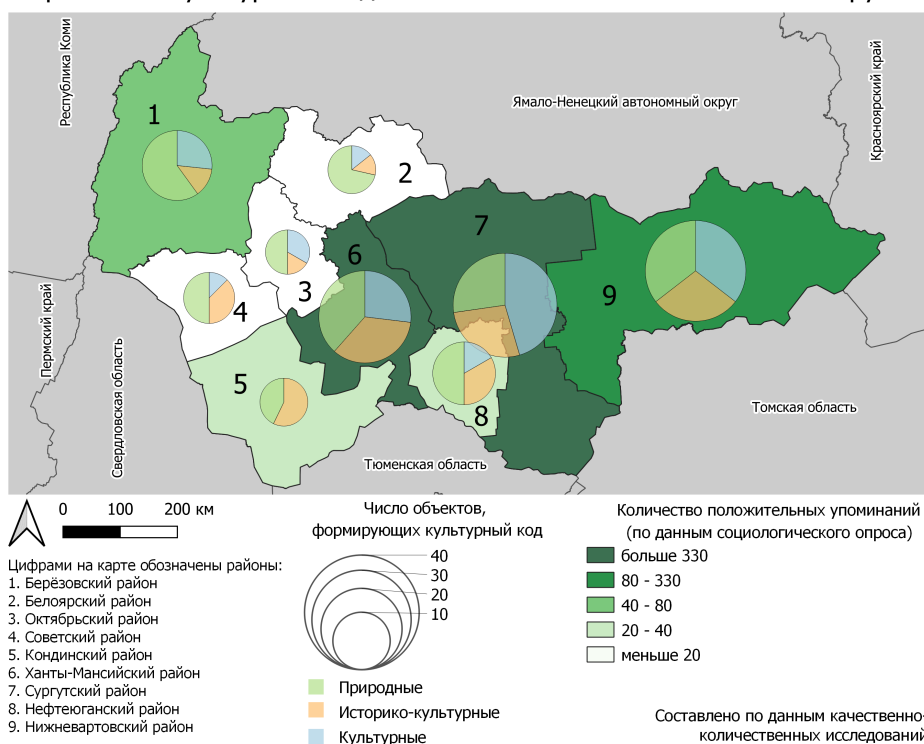 Республика Коми
Ямало-Ненецкий автономный округ
Красноярский край
1
2
7
6
9
3
4
5
8
Пермский край
Свердловская область
Томская область
Тюменская область
0 100 200 км
Цифрами на карте обозначены районы:
1. Берёзовский район
2. Белоярский район
3. Октябрьский район
4. Советский район
5. Кондинский район
6. Ханты-Мансийский район
7. Сургутский район
8. Нефтеюганский район
9. Нижневартовский район
Число объектов,
формирующих культурный код
40
30
20
10
Природные
Историко-культурные
Культурные
Количество положительных упоминаний
(по данным социологического опроса)
больше 330
80 - 330
40 - 80
20 - 40
меньше 20
Составлено по данным качественно-
количественных исследований